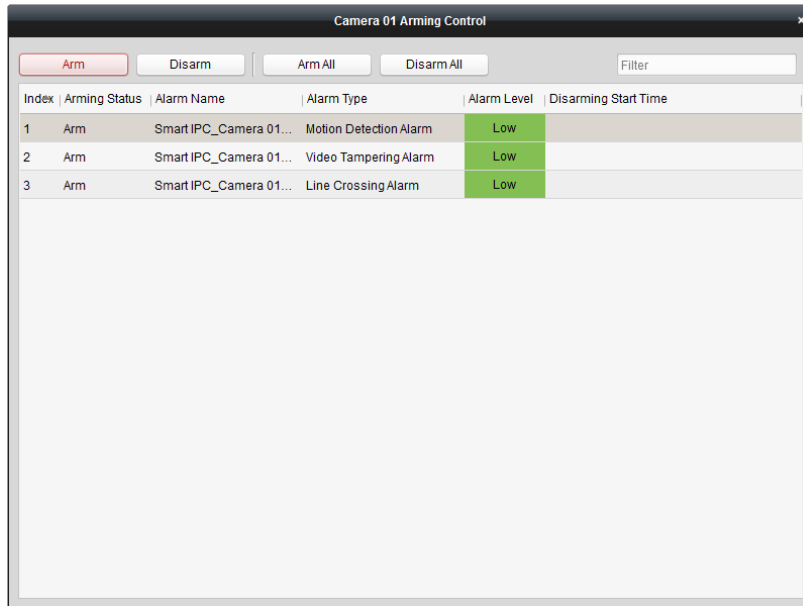 Camera 01 Arming Control ×
Arm Disarm Arm All Disarm All Filter
Index Arming Status Alarm Name Alarm Type Alarm Level Disarming Start Time
1 Arm Smart IPC_Camera 01... Motion Detection Alarm Low
2 Arm Smart IPC_Camera 01... Video Tampering Alarm Low
3 Arm Smart IPC_Camera 01... Line Crossing Alarm Low